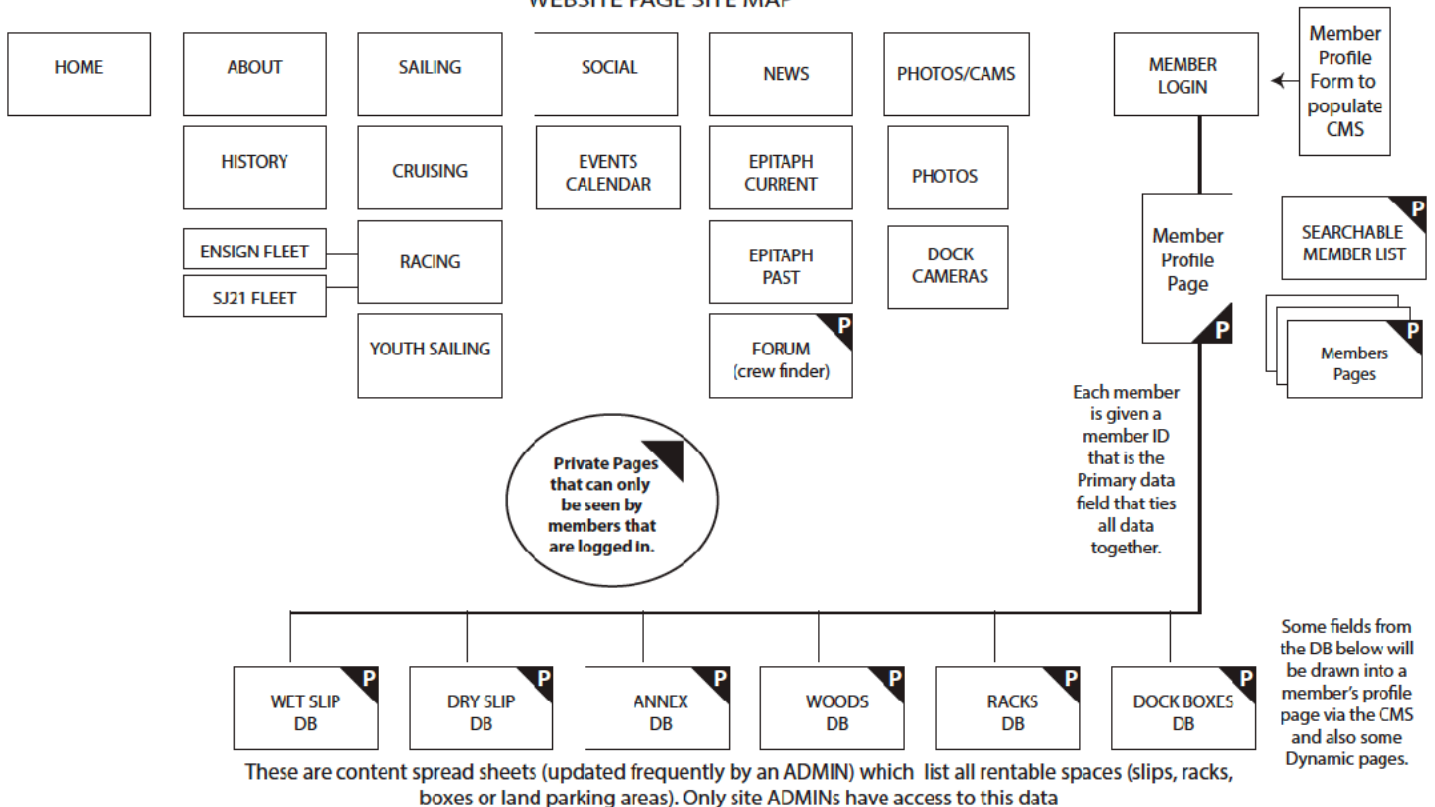 WEBSITE PAGE SITE MAP
HOME
ABOUT
SAILING
SOCIAL
NEWS
PHOTOS/CAMS
MEMBER
LOGIN
Member
Profile
Form to
populate
CMS
HISTORY
CRUISING
EVENTS
CALENDAR
EPITAPH
CURRENT
PHOTOS
ENSIGN FLEET
SJ21 FLEET
RACING
EPITAPH
PAST
DOCK
CAMERAS
Member
Profile
Page
P
P
SEARCHABLE
MEMBER LIST
YOUTH SAILING
P
FORUM
(crew finder)
P
Members
Pages
Private Pages
that can only
be seen by
members that
are logged in.
Each member
is given a
member ID
that is the
Primary data
field that ties
all data
together.
P
WET SLIP
DB
P
DRY SLIP
DB
P
ANNEX
DB
P
WOODS
DB
P
RACKS
DB
P
DOCK BOXES
DB
Some fields from
the DB below will
be drawn into a
member's profile
page via the CMS
and also some
Dynamic pages.
These are content spread sheets (updated frequently by an ADMIN) which list all rentable spaces (slips, racks,
boxes or land parking areas). Only site ADMINs have access to this data